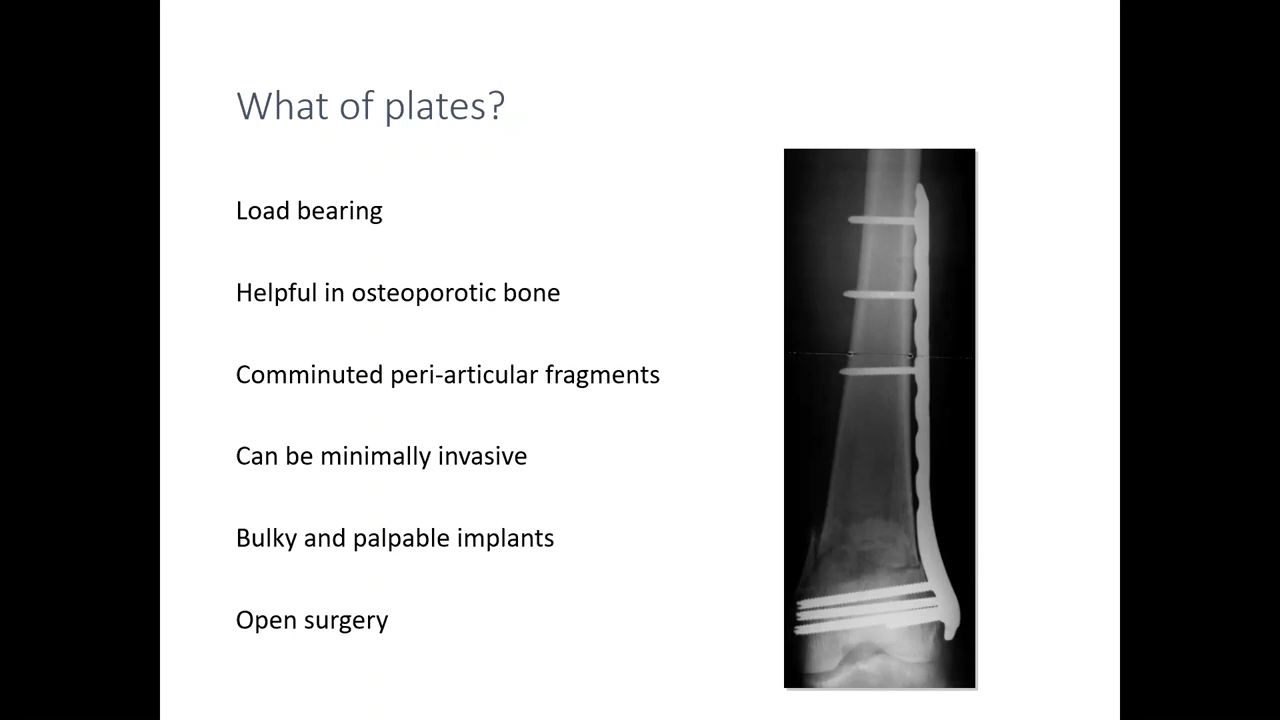 What of plates?
Load bearing
Helpful in osteoporotic bone
Comminuted peri-articular fragments
Can be minimally invasive
Bulky and palpable implants
Open surgery